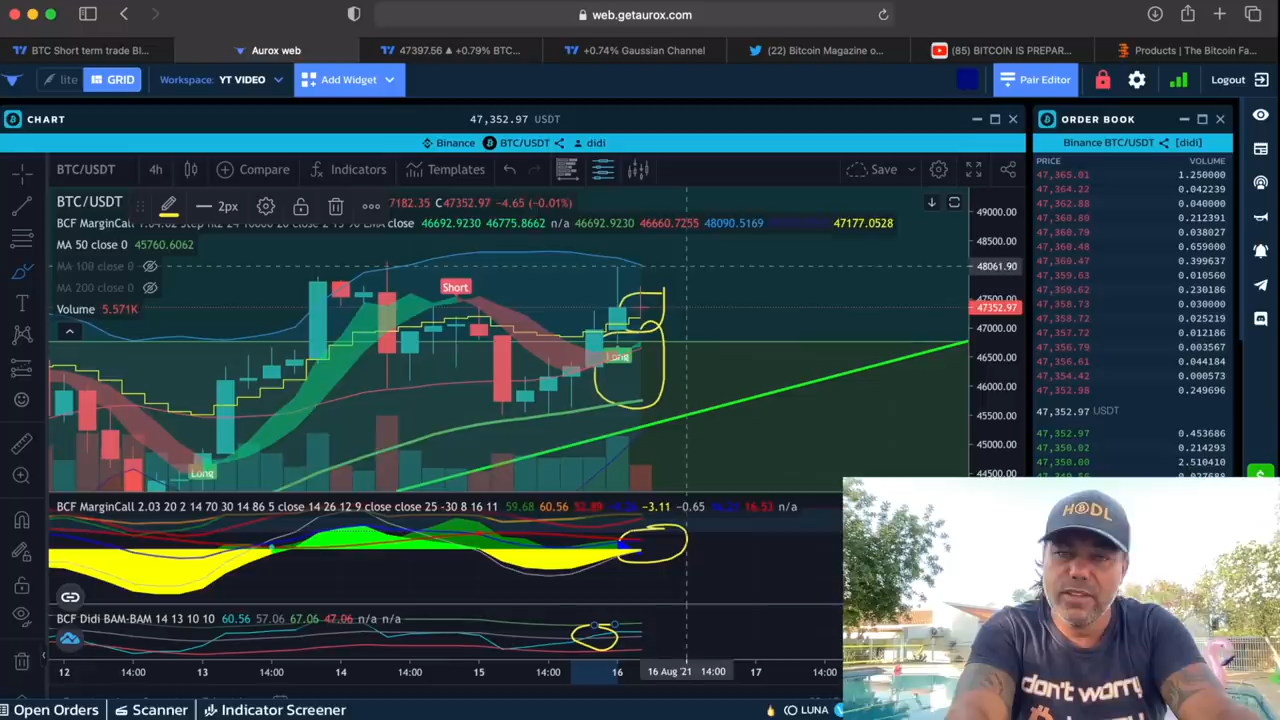 web.getaurox.com
BTC Short term trade BI...
Aurox web
47397.56 ▲ +0.79% BTC...
+0.74% Gaussian Channel
(22) Bitcoin Magazine o...
(85) BITCOIN IS PREPAR...
Products | The Bitcoin Fa...
lite GRID Workspace: YT VIDEO Add Widget Pair Editor Logout
CHART 47,352.97 USDT
Binance BTC/USDT didi
ORDER BOOK
Binance BTC/USDT [didi]
BTC/USDT 4h Compare Indicators Templates Save
PRICE VOLUME
47,365.01 1.250000
47,364.22 0.042239
47,362.88 0.040000
47,360.80 0.212391
47,360.79 0.038027
47,360.48 0.659000
47,360.24 0.399637
47,359.63 0.010560
47,359.62 0.230186
47,358.73 0.030000
47,358.72 0.025219
47,357.72 0.012186
47,356.79 0.003567
47,356.61 0.044184
47,354.42 0.000573
47,352.98 0.249696
47,352.97 USDT
47,352.97 0.453686
47,350.02 0.214293
47,350.00 2.510410
BTC/USDT 2px 7182.35 C47352.97 −4.65 (−0.01%)
close 46692.9230 46775.8662 n/a 46692.9230 46660.7255 48090.5169 47177.0528
MA 50 close 0 45760.6062
MA 100 close 0
MA 200 close 0
Volume 5.571K
Short
Long
Long
49000.00
48500.00
48061.90
47352.97
47000.00
46500.00
46000.00
45500.00
45000.00
44500.00
BCF MarginCall 2.03 20 2 14 70 30 14 86 5 close 14 26 12 9 close close 25 -30 8 16 11 59.68 60.56 52.89 −3.11 −0.65 16.53 n/a
BCF Didi BAM-BAM 14 13 10 10 60.56 57.06 67.06 47.06 n/a n/a
12 14:00 13 14:00 14 14:00 15 14:00 16 16 Aug '21 14:00 17 14:00
Open Orders Scanner Indicator Screener LUNA
HODL
don't worry